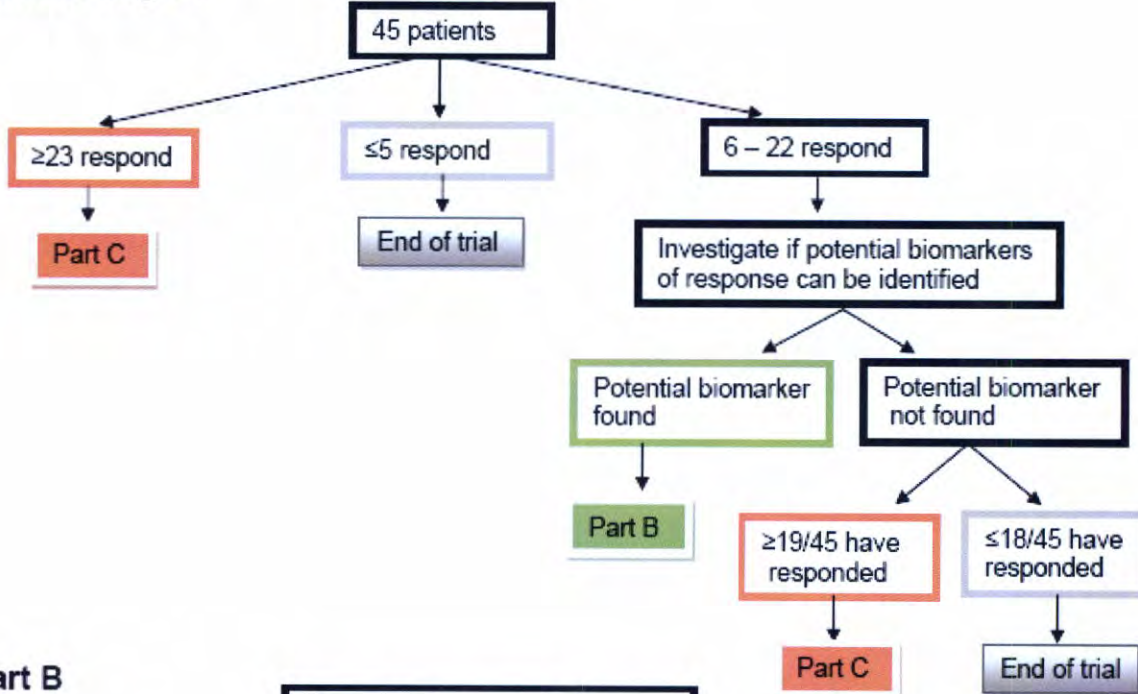 45 patients
≥23 respond
≤5 respond
6 – 22 respond
Part C
End of trial
Investigate if potential biomarkers
of response can be identified
Potential biomarker
found
Potential biomarker
not found
Part B
≥19/45 have
responded
≤18/45 have
responded
Part C
End of trial
art B